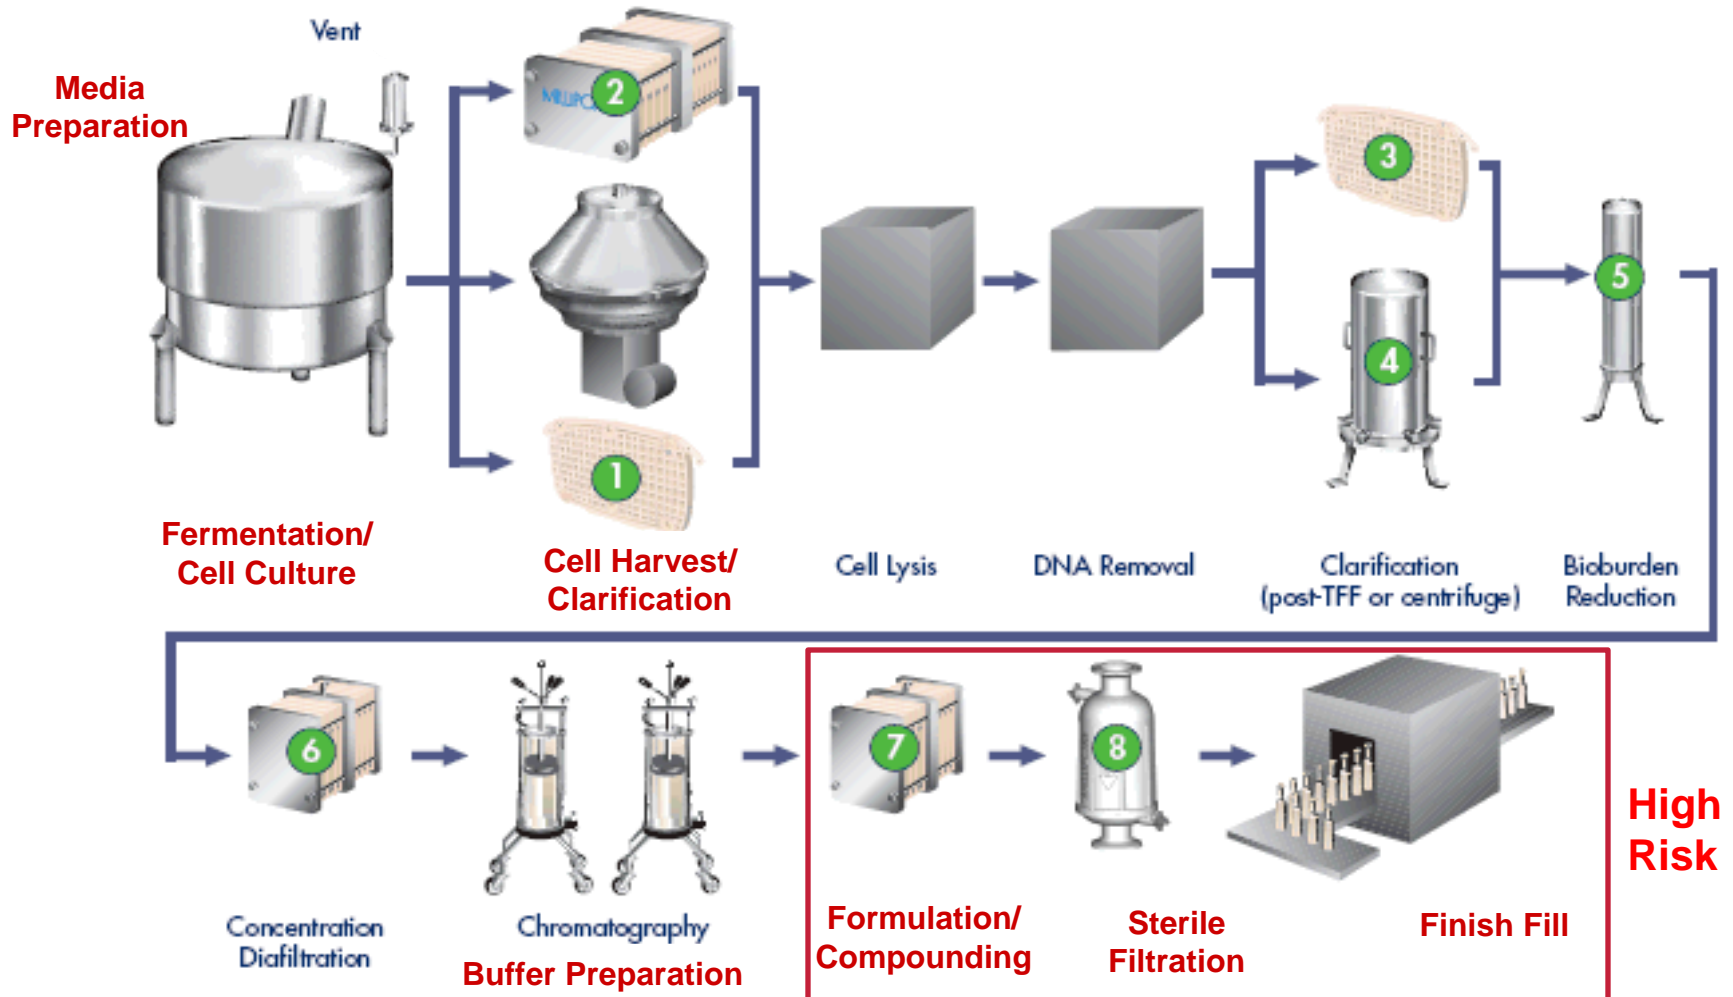 Vent
Media
Preparation
2
3
5
4
1
Fermentation/
Cell Culture
Cell Harvest/
Clarification
Cell Lysis
DNA Removal
Clarification
(post-TFF or centrifuge)
Bioburden
Reduction
6
7
8
High
Risk
Concentration
Diafiltration
Chromatography
Buffer Preparation
Formulation/
Compounding
Sterile
Filtration
Finish Fill